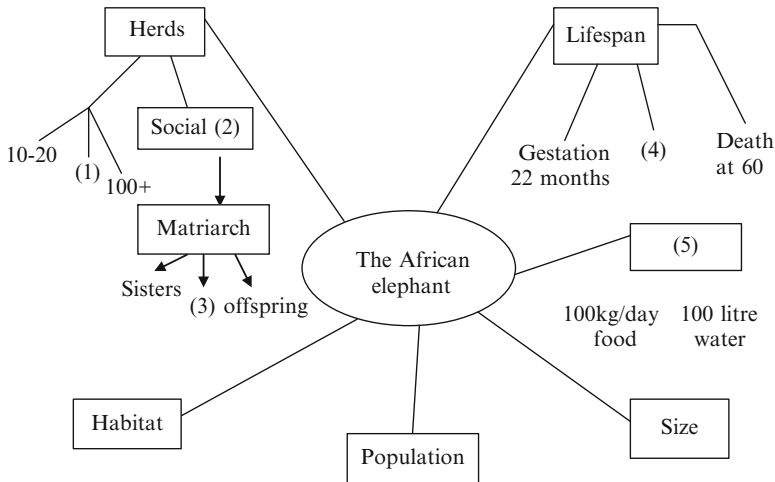 Herds
Social (2)
10-20
(1)
100+
Matriarch
Sisters
(3)
offspring
Lifespan
Gestation
22 months
(4)
Death
at 60
The African
elephant
(5)
100kg/day
food
100 litre
water
Habitat
Population
Size